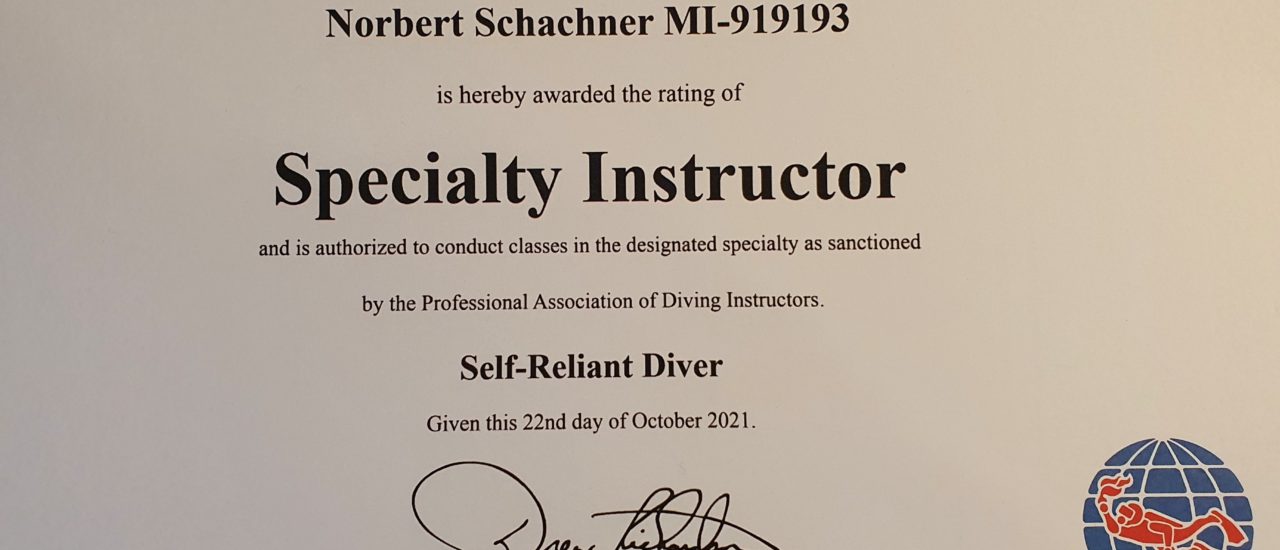 Norbert Schachner MI-919193
is hereby awarded the rating of
Specialty Instructor
and is authorized to conduct classes in the designated specialty as sanctioned
by the Professional Association of Diving Instructors.
Self-Reliant Diver
Given this 22nd day of October 2021.